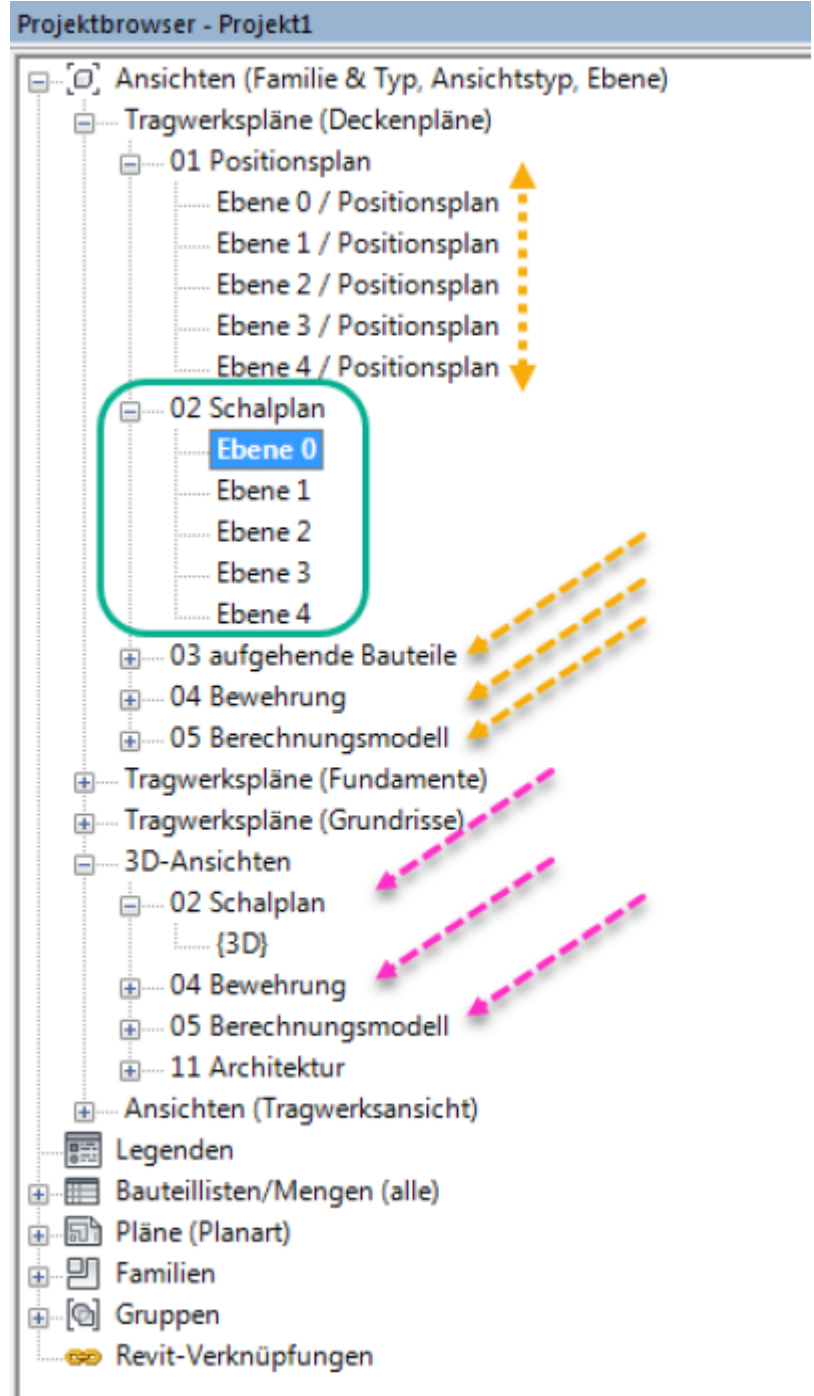 Projektbrowser - Projekt1
Ansichten (Familie & Typ, Ansichtstyp, Ebene)
Tragwerkspläne (Deckenpläne)
01 Positionsplan
Ebene 0 / Positionsplan
Ebene 1 / Positionsplan
Ebene 2 / Positionsplan
Ebene 3 / Positionsplan
Ebene 4 / Positionsplan
02 Schalplan
Ebene 0
Ebene 1
Ebene 2
Ebene 3
Ebene 4
03 aufgehende Bauteile
04 Bewehrung
05 Berechnungsmodell
Tragwerkspläne (Fundamente)
Tragwerkspläne (Grundrisse)
3D-Ansichten
02 Schalplan
{3D}
04 Bewehrung
05 Berechnungsmodell
11 Architektur
Ansichten (Tragwerksansicht)
Legenden
Bauteillisten/Mengen (alle)
Pläne (Planart)
Familien
Gruppen
Revit-Verknüpfungen